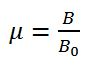 μ = B/B₀